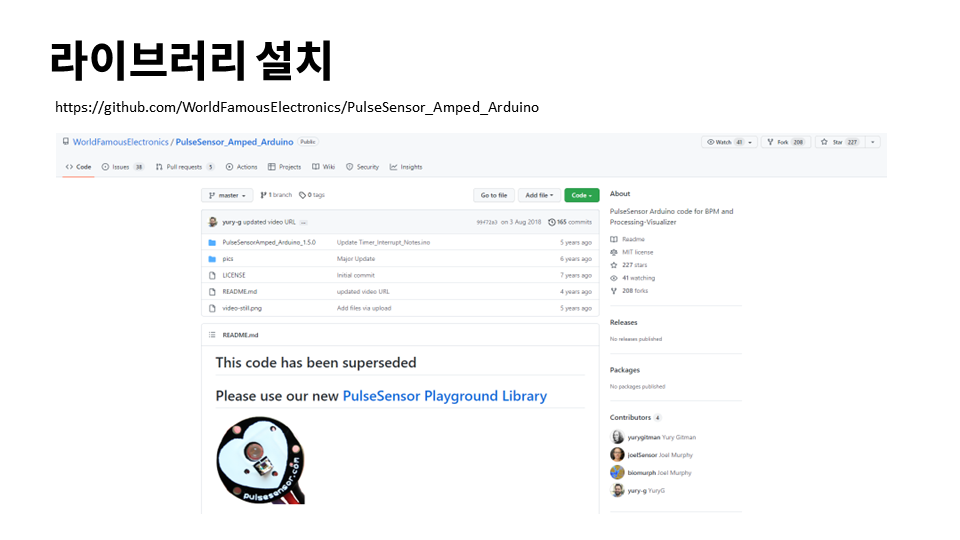 라이브러리 설치
https://github.com/WorldFamousElectronics/PulseSensor_Amped_Arduino
WorldFamousElectronics / PulseSensor_Amped_Arduino Public
Watch 41 Fork 208 Star 227
Code Issues 38 Pull requests 5 Actions Projects Wiki Security Insights
master 1 branch 0 tags Go to file Add file Code
yury-g updated video URL ... on 3 Aug 2018 165 commits
PulseSensorAmped_Arduino_1.5.0 Update Timer_Interrupt_Notes.ino 5 years ago
pics Major Update 6 years ago
LICENSE Initial commit 7 years ago
README.md updated video URL 4 years ago
video-still.png Add files via upload 5 years ago
README.md
This code has been superseded
Please use our new PulseSensor Playground Library
pulsesensor.com
About
PulseSensor Arduino code for BPM and
Processing-Visualizer
Readme
MIT license
227 stars
41 watching
208 forks
Releases
No releases published
Packages
No packages published
Contributors 4
yurygitman Yury Gitman
joelSensor Joel Murphy
biomurph Joel Murphy
yury-g YuryG